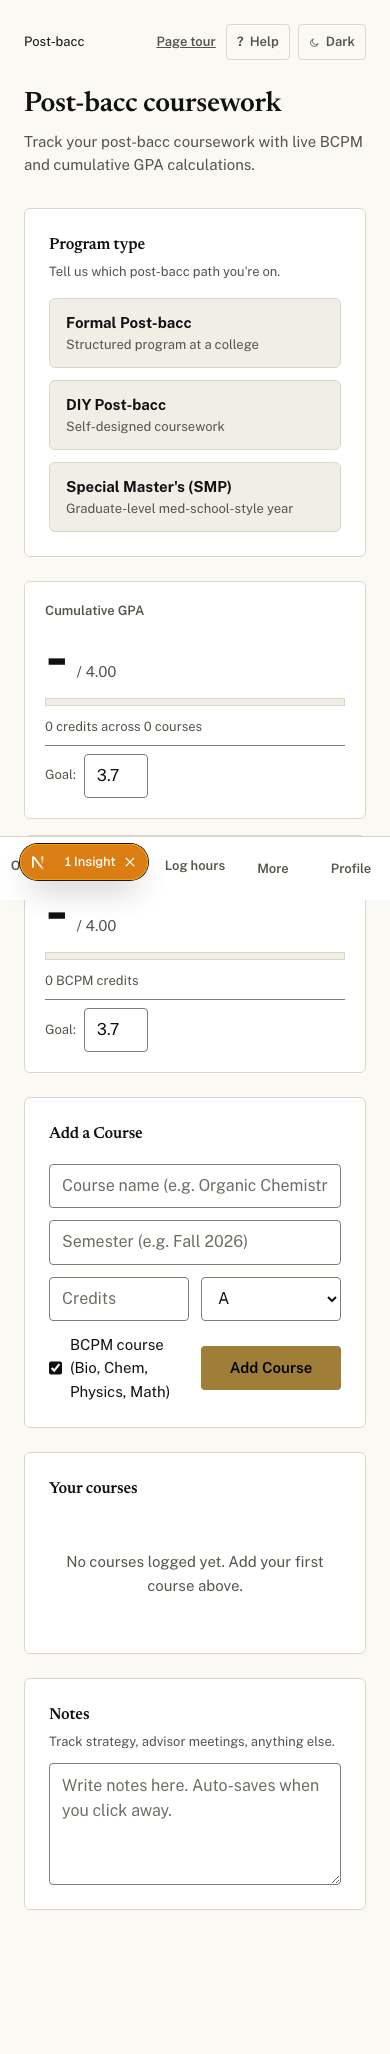 Post-bacc
Page tour
? Help
Dark
Post-bacc coursework
Track your post-bacc coursework with live BCPM
and cumulative GPA calculations.
Program type
Tell us which post-bacc path you're on.
Formal Post-bacc
Structured program at a college
DIY Post-bacc
Self-designed coursework
Special Master's (SMP)
Graduate-level med-school-style year
Cumulative GPA
- / 4.00
0 credits across 0 courses
Goal: 3.7
N 1 Insight
Log hours
More
Profile
- / 4.00
0 BCPM credits
Goal: 3.7
Add a Course
Course name (e.g. Organic Chemistr
Semester (e.g. Fall 2026)
Credits
A
BCPM course
(Bio, Chem,
Physics, Math)
Add Course
Your courses
No courses logged yet. Add your first
course above.
Notes
Track strategy, advisor meetings, anything else.
Write notes here. Auto-saves when
you click away.